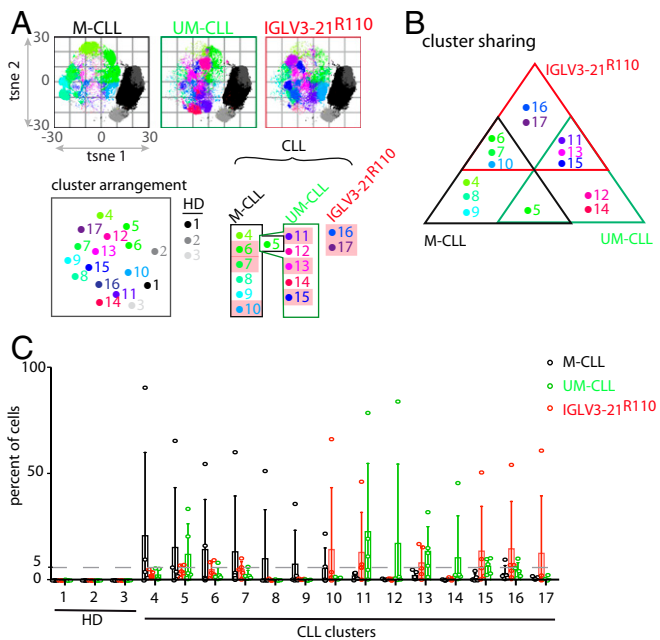 A
M-CLL UM-CLL IGLV3-21R110
30
tsne 2
0
-30
-30 0 30
tsne 1
CLL
cluster arrangement
HD
1
2
3
4
17 5
12
7 6 2
13
9 15 10
8
16 1
11
14 3
M-CLL UM-CLL IGLV3-21R110
4
6
7
8
9
10
5
11
12
13
14
15
16
17
B
cluster sharing
IGLV3-21R110
16
17
6
7
10
11
13
15
4
8
9
5
12
14
M-CLL UM-CLL
C
percent of cells
100
50
5
0
M-CLL
UM-CLL
IGLV3-21R110
1 2 3 4 5 6 7 8 9 10 11 12 13 14 15 16 17
HD CLL clusters